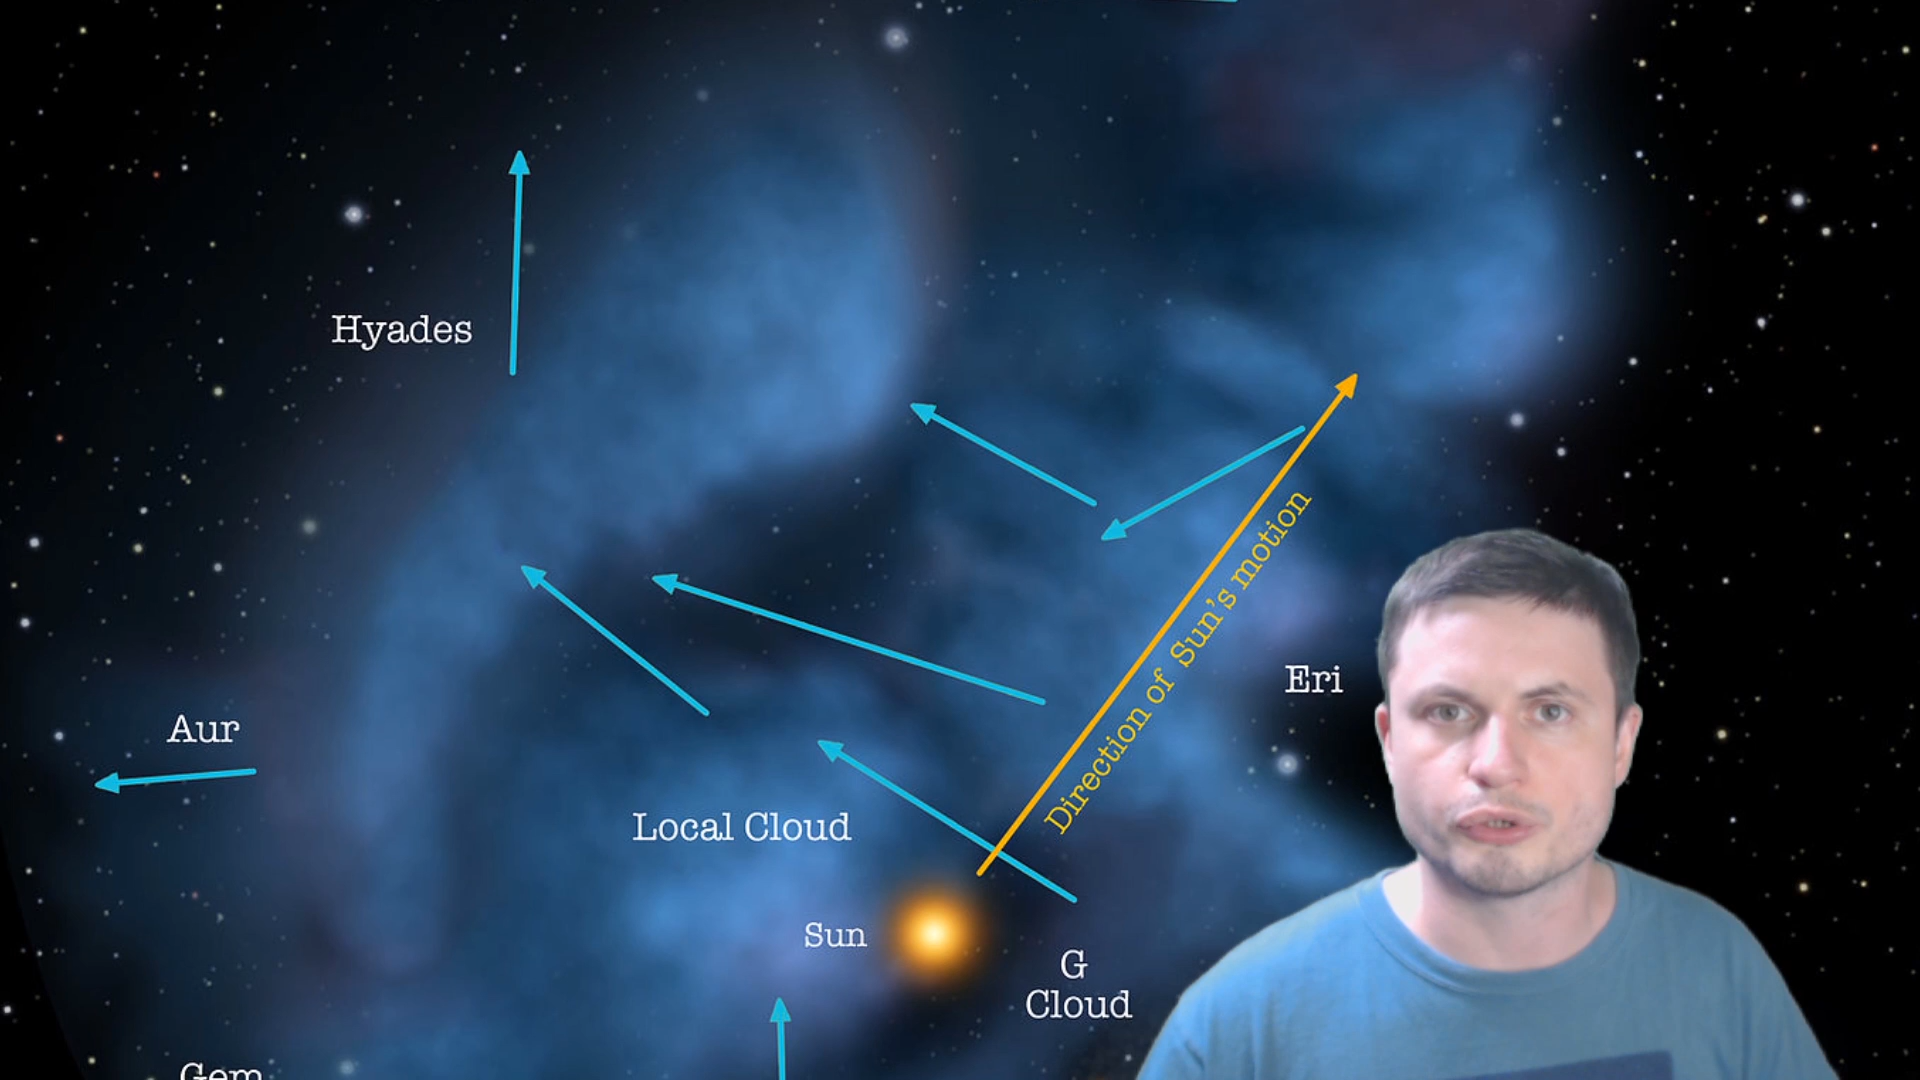 Hyades
Direction of Sun's motion
Eri
Aur
Local Cloud
Sun
G
Cloud
Gem